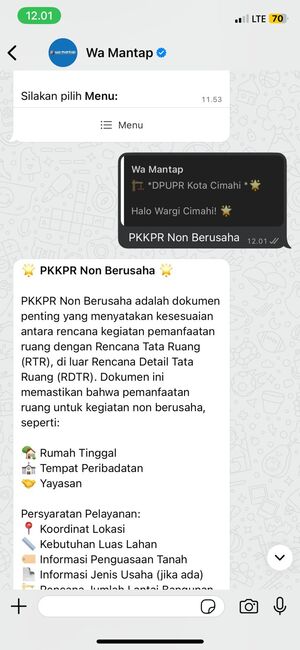 12.01
LTE 70
Wa Mantap
Silakan pilih Menu:
11.53
Menu
Wa Mantap
*DPUPR Kota Cimahi *
Halo Wargi Cimahi!
PKKPR Non Berusaha 12.01
PKKPR Non Berusaha
PKKPR Non Berusaha adalah dokumen
penting yang menyatakan kesesuaian
antara rencana kegiatan pemanfaatan
ruang dengan Rencana Tata Ruang
(RTR), di luar Rencana Detail Tata
Ruang (RDTR). Dokumen ini
memastikan bahwa pemanfaatan
ruang untuk kegiatan non berusaha,
seperti:
Rumah Tinggal
Tempat Peribadatan
Yayasan
Persyaratan Pelayanan:
Koordinat Lokasi
Kebutuhan Luas Lahan
Informasi Penguasaan Tanah
Informasi Jenis Usaha (jika ada)
Rencana Jumlah Lantai Bangunan